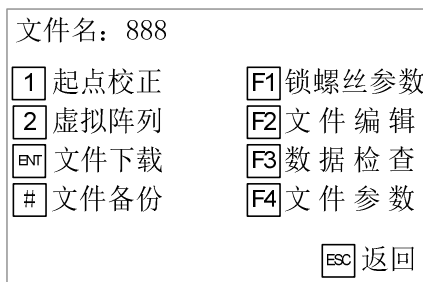 文件名：888
1 起点校正 F1 锁螺丝参数
2 虚拟阵列 F2 文件编辑
ENT 文件下载 F3 数据检查
# 文件备份 F4 文件参数
ESC 返回